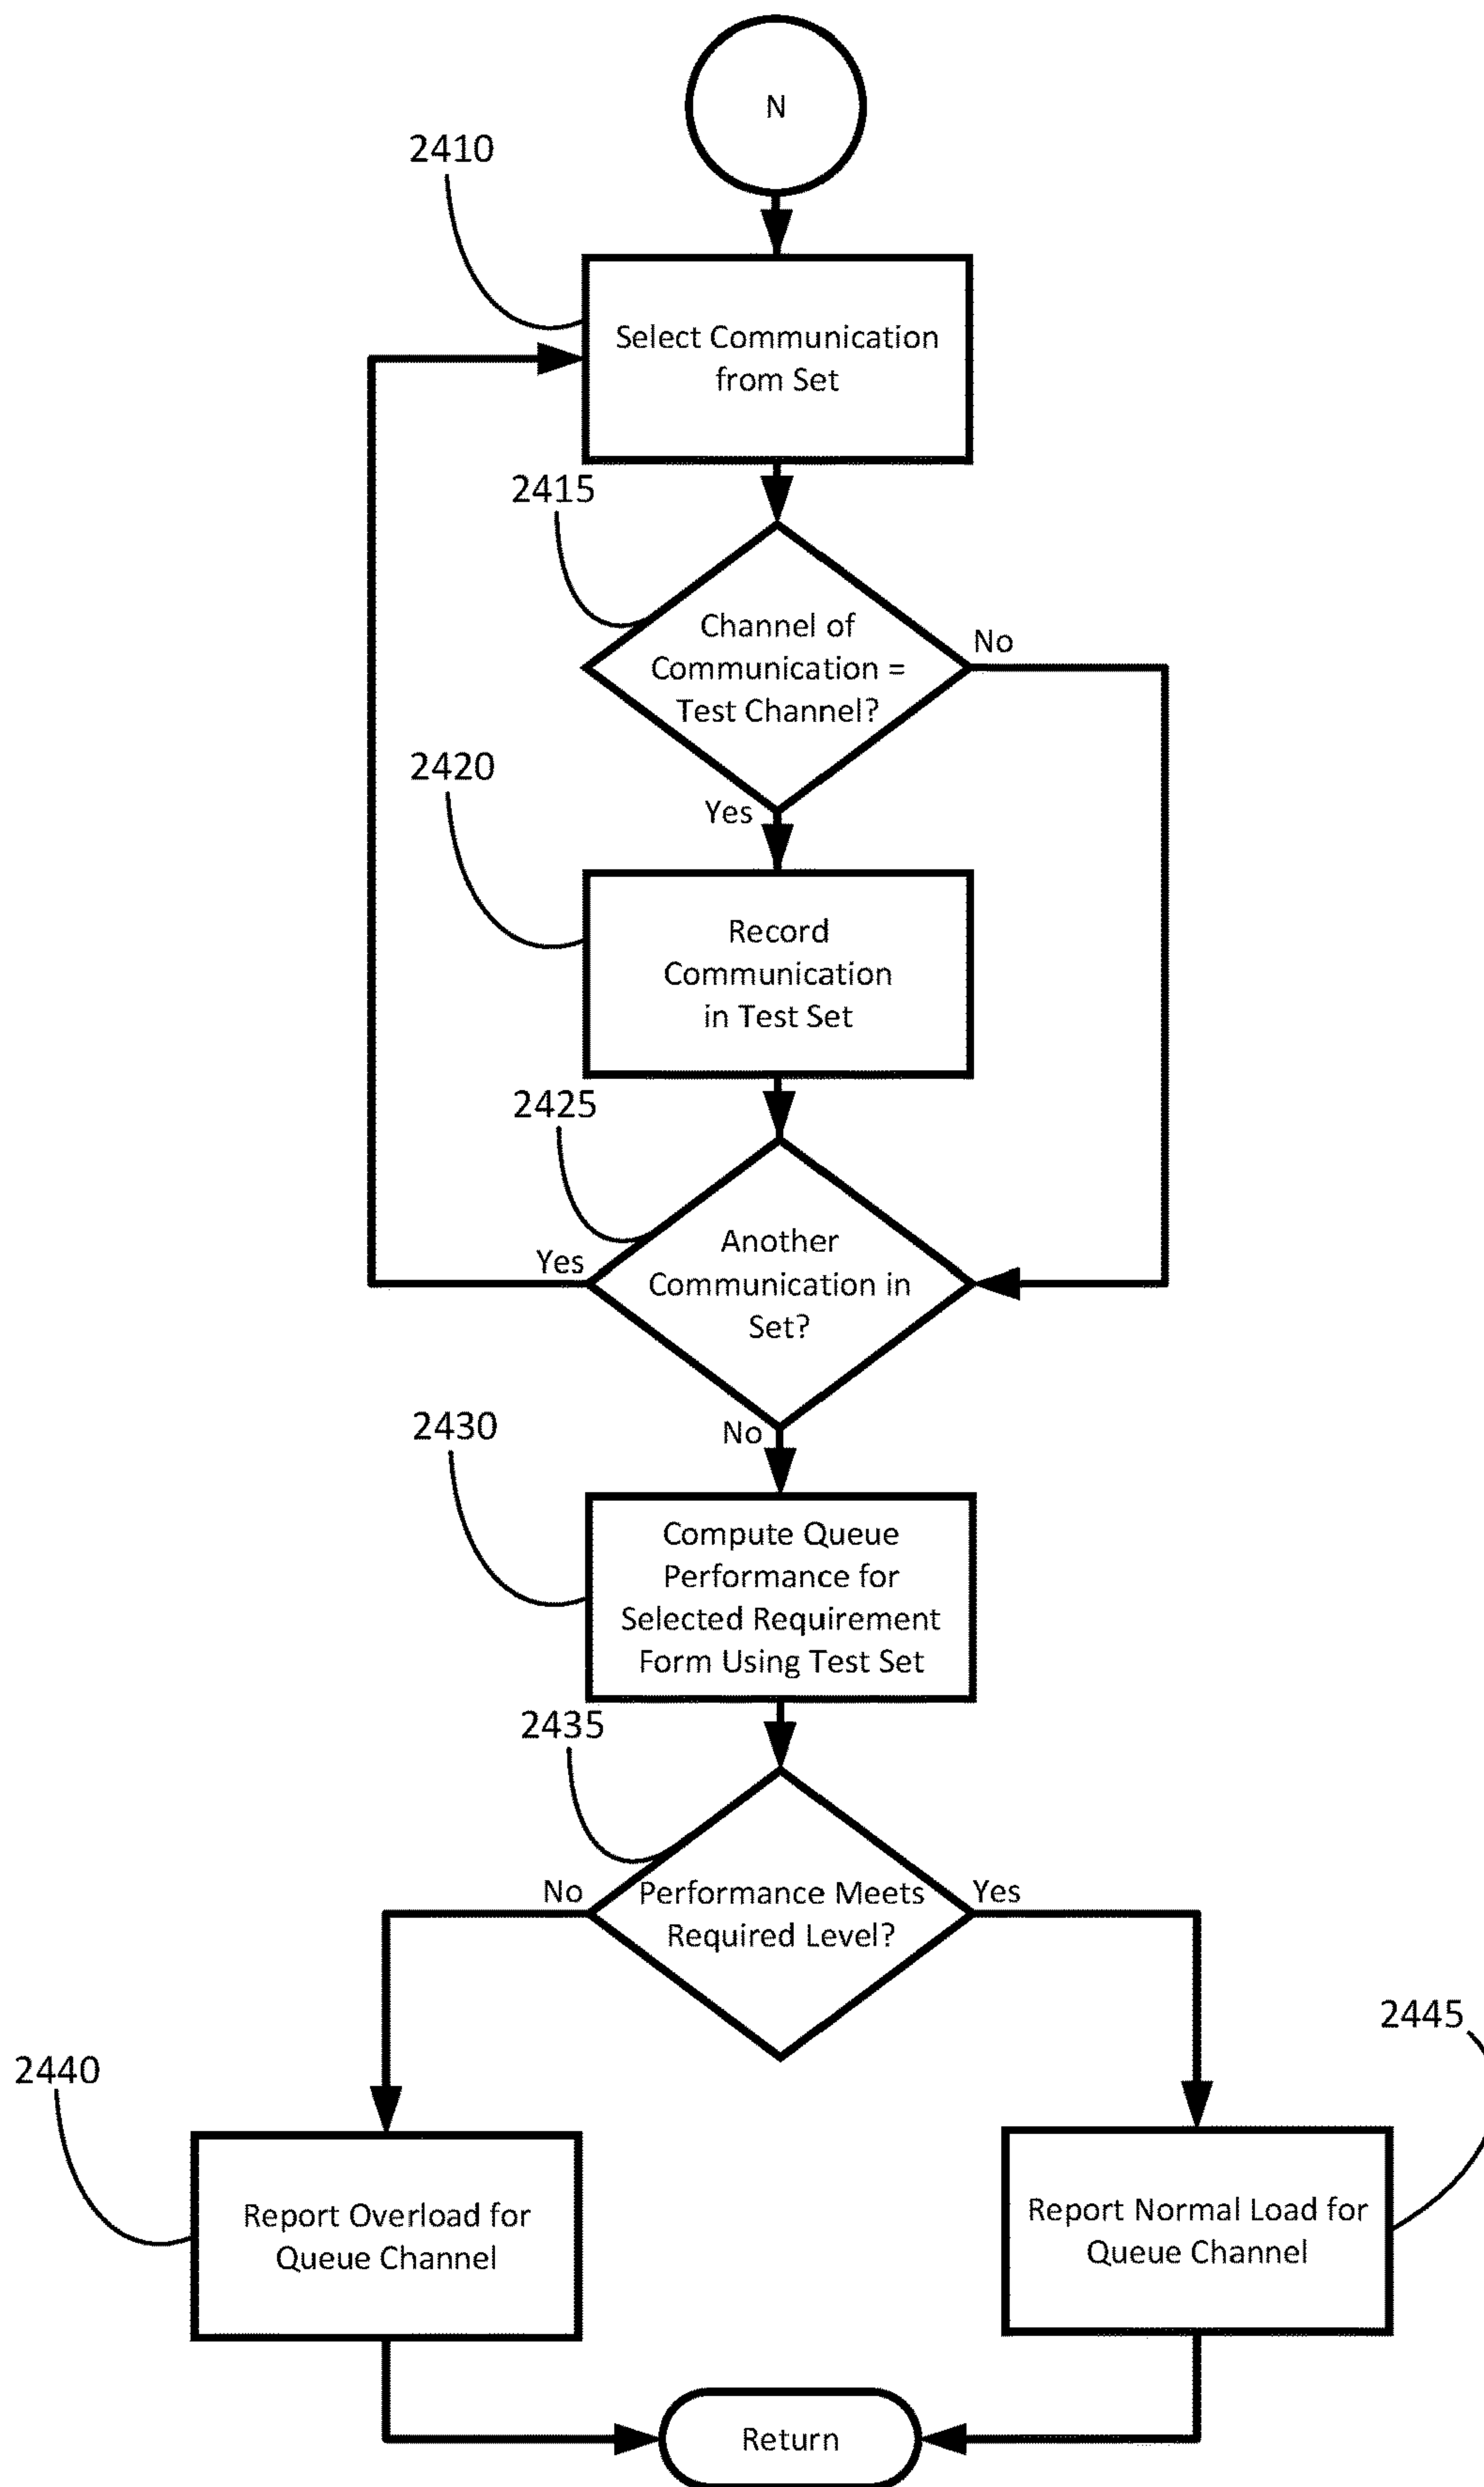 N
2410
Select Communication
from Set
2415
Channel of
Communication =
Test Channel?
No
Yes
2420
Record
Communication
in Test Set
2425
Another
Communication in
Set?
Yes
No
2430
Compute Queue
Performance for
Selected Requirement
Form Using Test Set
2435
Performance Meets
Required Level?
No
Yes
2440
Report Overload for
Queue Channel
2445
Report Normal Load for
Queue Channel
Return